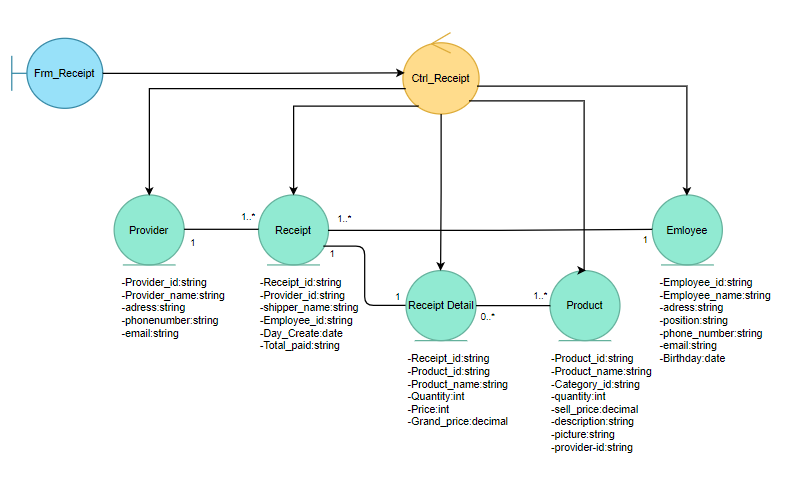 Frm_Receipt
Ctrl_Receipt
Provider
1
1..*
Receipt
1..*
1
1
Emloyee
1
Receipt Detail
0..*
1..*
Product
-Provider_id:string
-Provider_name:string
-adress:string
-phonenumber:string
-email:string
-Receipt_id:string
-Provider_id:string
-shipper_name:string
-Employee_id:string
-Day_Create:date
-Total_paid:string
-Receipt_id:string
-Product_id:string
-Product_name:string
-Quantity:int
-Price:int
-Grand_price:decimal
-Product_id:string
-Product_name:string
-Category_id:string
-quantity:int
-sell_price:decimal
-description:string
-picture:string
-provider-id:string
-Employee_id:string
-Employee_name:string
-adress:string
-position:string
-phone_number:string
-email:string
-Birthday:date